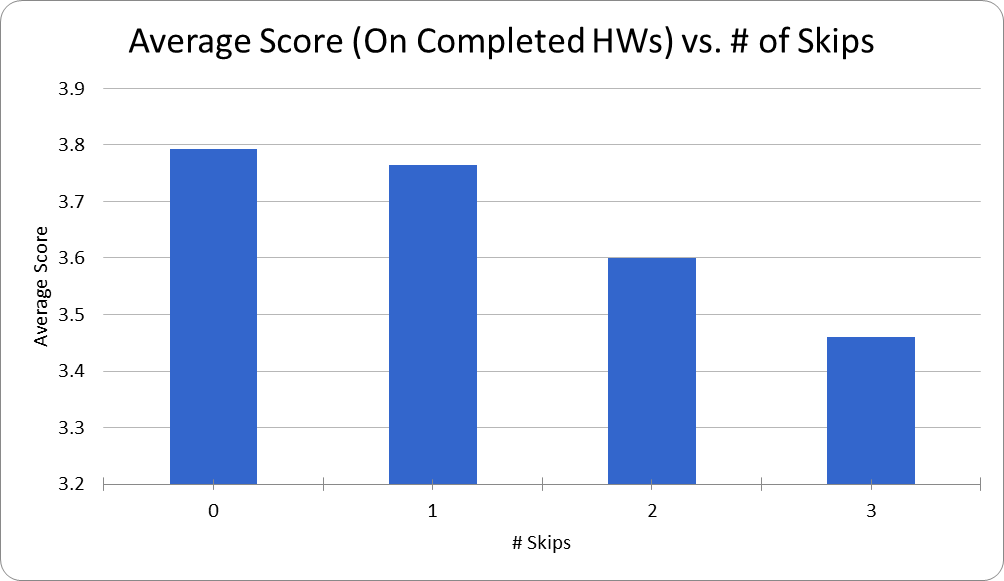 Average Score (On Completed HWs) vs. # of Skips
3.9
3.8
3.7
3.6
3.5
3.4
3.3
3.2
Average Score
0 1 2 3
# Skips